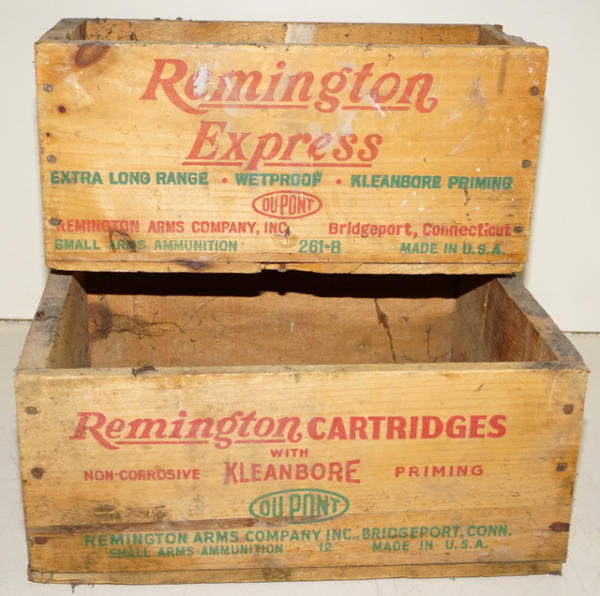 Remington
Express
EXTRA LONG RANGE · WETPROOF · KLEANBORE PRIMING
DU PONT
REMINGTON ARMS COMPANY, INC. Bridgeport, Connecticut
SMALL ARMS AMMUNITION 261-B MADE IN U.S.A.
Remington CARTRIDGES
WITH
NON-CORROSIVE KLEANBORE PRIMING
DU PONT
REMINGTON ARMS COMPANY INC., BRIDGEPORT, CONN.
SMALL ARMS AMMUNITION 12 MADE IN U.S.A.